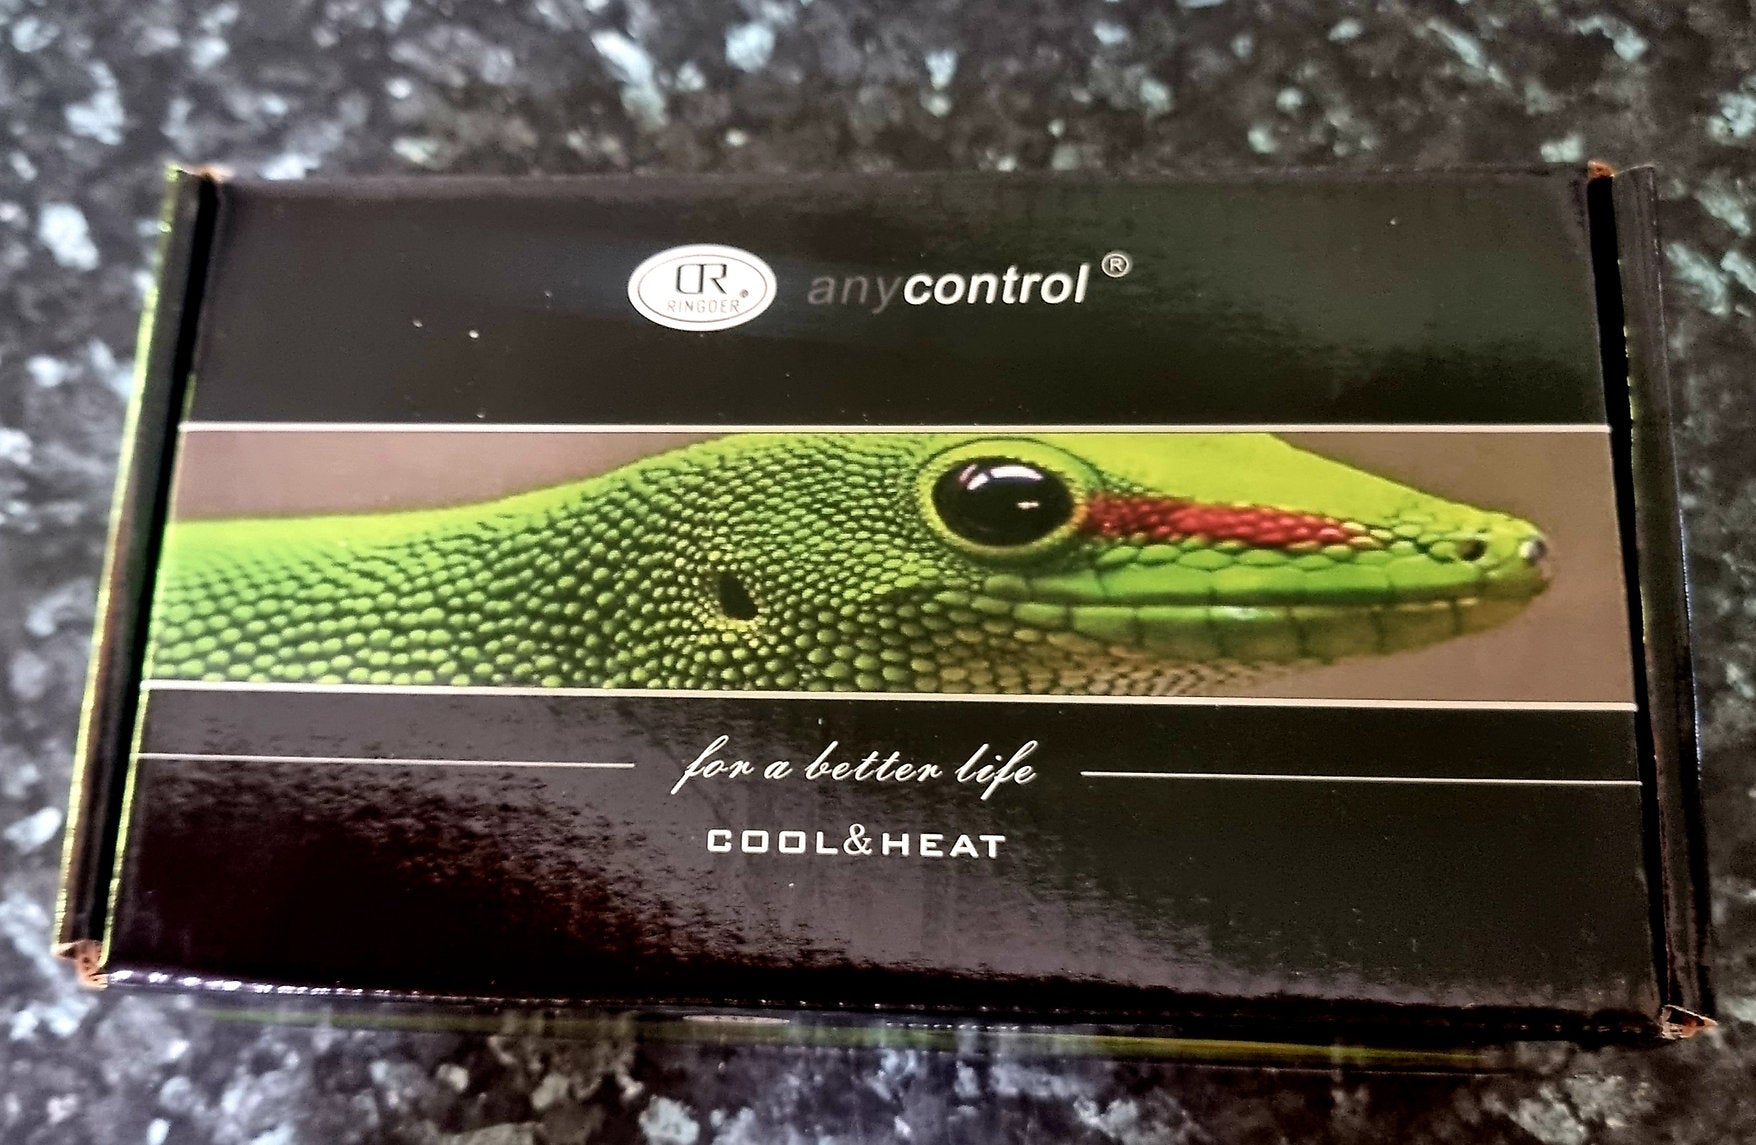 RINGDER
anycontrol®
for a better life
COOL&HEAT